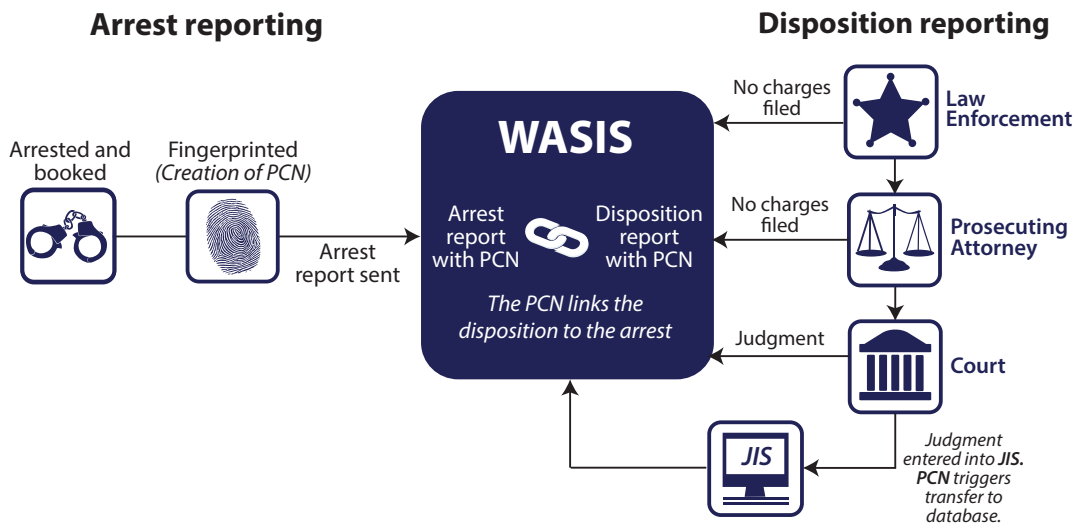 Arrest reporting
Disposition reporting
Arrested and
booked
Fingerprinted
(Creation of PCN)
Arrest
report sent
WASIS
Arrest
report
with PCN
Disposition
report
with PCN
The PCN links the
disposition to the arrest
No charges
filed
Law
Enforcement
No charges
filed
Prosecuting
Attorney
Judgment
Court
JIS
Judgment
entered into JIS.
PCN triggers
transfer to
database.